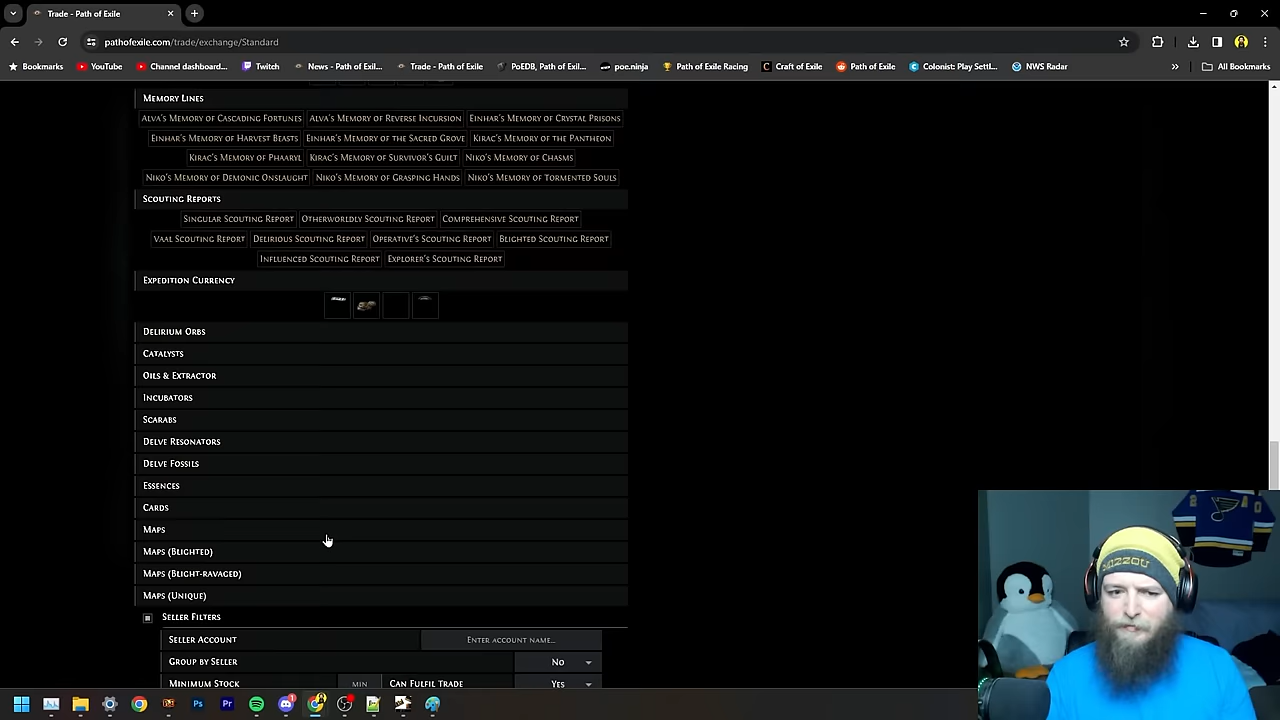 Trade - Path of Exile
pathofexile.com/trade/exchange/Standard
Bookmarks YouTube Channel dashboard... Twitch News - Path of Exil... Trade - Path of Exile PoEDB, Path of Exil... poe.ninja Path of Exile Racing Craft of Exile Path of Exile Colonist: Play Settl... NWS Radar » All Bookmarks
Memory Lines
Alva's Memory of Cascading Fortunes Alva's Memory of Reverse Incursion Einhar's Memory of Crystal Prisons
Einhar's Memory of Harvest Beasts Einhar's Memory of the Sacred Grove Kirac's Memory of the Pantheon
Kirac's Memory of Phaaryl Kirac's Memory of Survivor's Guilt Niko's Memory of Chasms
Niko's Memory of Demonic Onslaught Niko's Memory of Grasping Hands Niko's Memory of Tormented Souls
Scouting Reports
Singular Scouting Report Otherworldly Scouting Report Comprehensive Scouting Report
Vaal Scouting Report Delirious Scouting Report Operative's Scouting Report Blighted Scouting Report
Influenced Scouting Report Explorer's Scouting Report
Expedition Currency
Delirium Orbs
Catalysts
Oils & Extractor
Incubators
Scarabs
Delve Resonators
Delve Fossils
Essences
Cards
Maps
Maps (Blighted)
Maps (Blight-ravaged)
Maps (Unique)
Seller Filters
Seller Account Enter account name...
Group by Seller No
Minimum Stock min Can Fulfil Trade Yes
MIZZOU